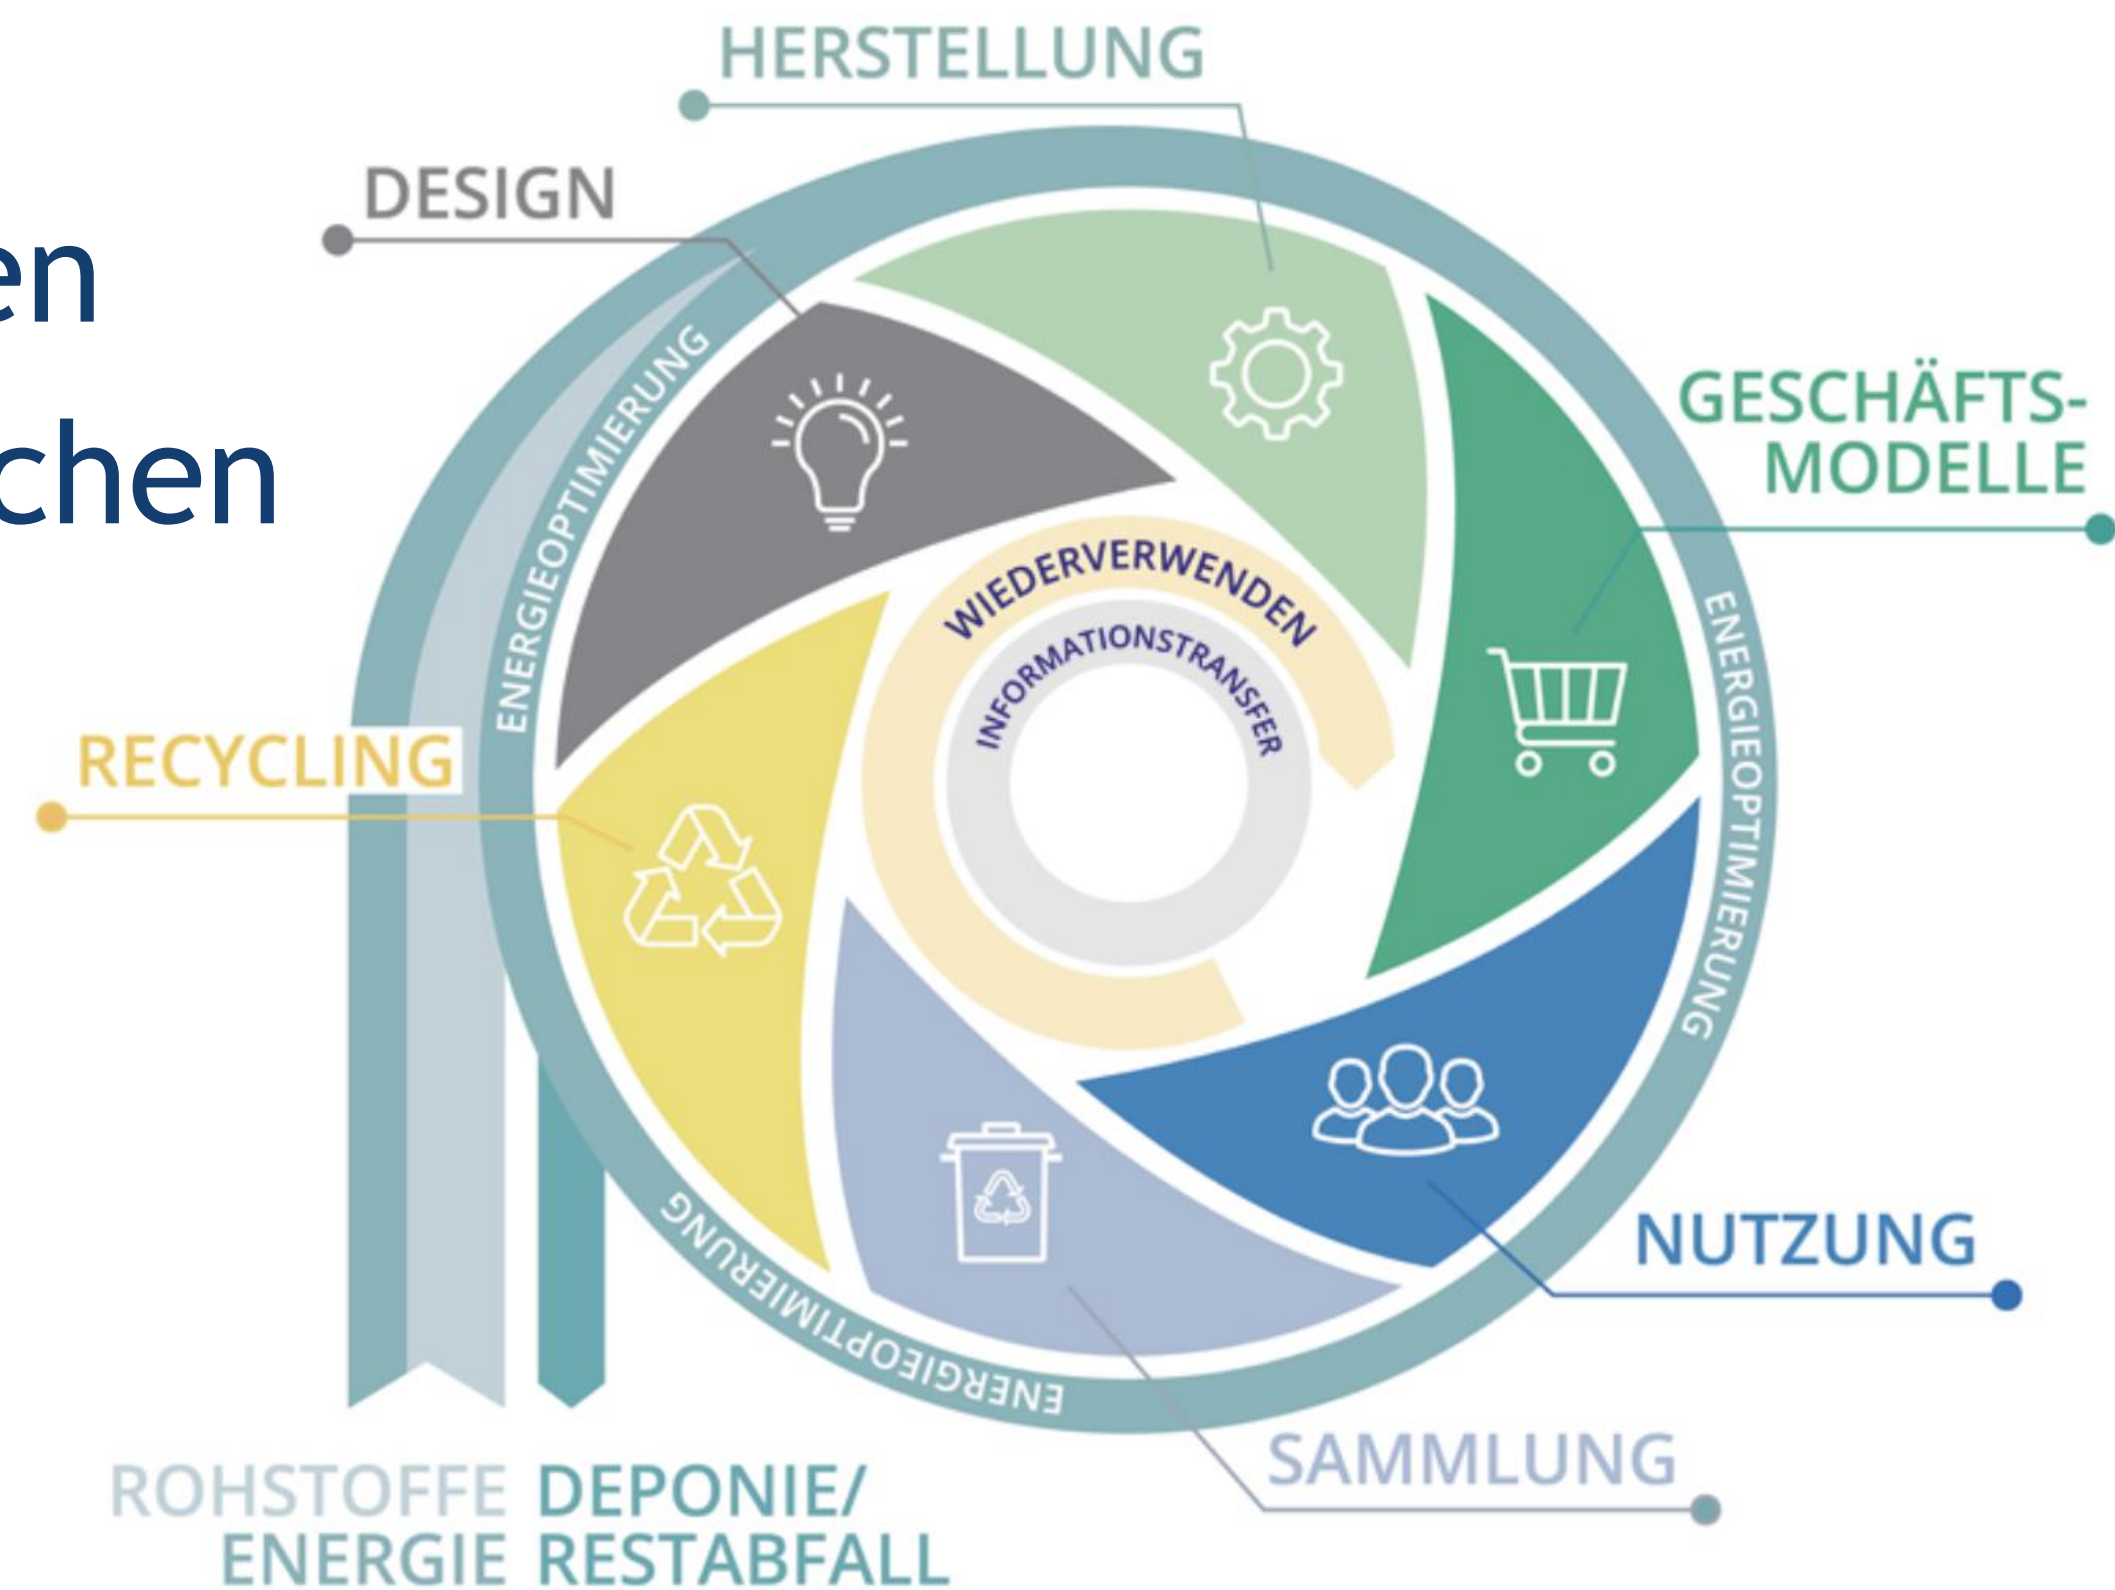 HERSTELLUNG
DESIGN
en
chen
GESCHÄFTS-
MODELLE
ENERGIEOPTIMIERUNG
WIEDERVERWENDEN
INFORMATIONSTRANSFER
ENERGIEOPTIMIERUNG
RECYCLING
NUTZUNG
ENERGIEOPTIMIERUNG
SAMMLUNG
ROHSTOFFE
ENERGIE
DEPONIE/
RESTABFALL